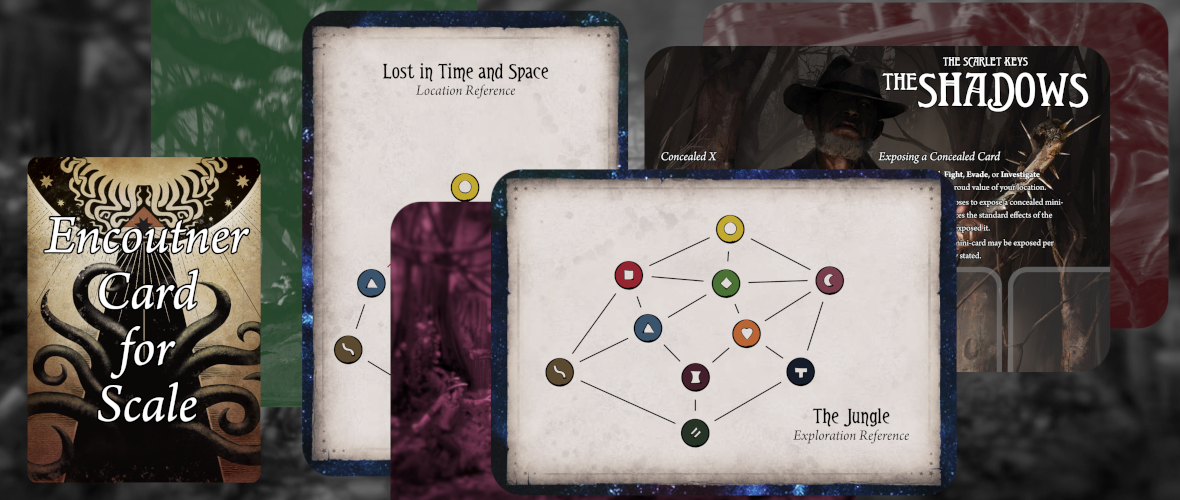 Encoutner
Card
for
Scale
Lost in Time and Space
Location Reference
THE SCARLET KEYS
THE SHADOWS
Concealed X
Exposing a Concealed Card
Fight, Evade, or Investigate
value of your location.
to expose a concealed mini-
the standard effects of the
exposed it.
mini-card may be exposed per
stated.
The Jungle
Exploration Reference